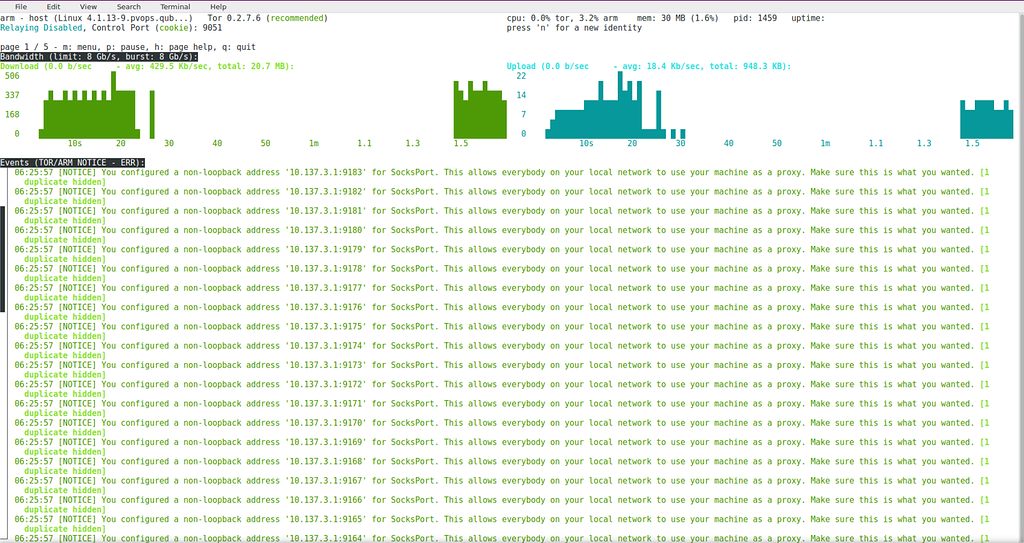 File Edit View Search Terminal Help
arm - host (Linux 4.1.13-9.pvops.qub...) Tor 0.2.7.6 (recommended) cpu: 0.0% tor, 3.2% arm mem: 30 MB (1.6%) pid: 1459 uptime:
Relaying Disabled, Control Port (cookie): 9051 press 'n' for a new identity
page 1 / 5 - m: menu, p: pause, h: page help, q: quit
Bandwidth (limit: 8 Gb/s, burst: 8 Gb/s):
Download (0.0 b/sec - avg: 429.5 Kb/sec, total: 20.7 MB): Upload (0.0 b/sec - avg: 18.4 Kb/sec, total: 948.3 KB):
506 22
337 14
168 7
0 0
10s 20 30 40 50 1m 1.1 1.3 1.5 10s 20 30 40 50 1m 1.1 1.3 1.5
Events (TOR/ARM NOTICE - ERR):
06:25:57 [NOTICE] You configured a non-loopback address '10.137.3.1:9183' for SocksPort. This allows everybody on your local network to use your machine as a proxy. Make sure this is what you wanted. [1
duplicate hidden]
06:25:57 [NOTICE] You configured a non-loopback address '10.137.3.1:9182' for SocksPort. This allows everybody on your local network to use your machine as a proxy. Make sure this is what you wanted. [1
duplicate hidden]
06:25:57 [NOTICE] You configured a non-loopback address '10.137.3.1:9181' for SocksPort. This allows everybody on your local network to use your machine as a proxy. Make sure this is what you wanted. [1
duplicate hidden]
06:25:57 [NOTICE] You configured a non-loopback address '10.137.3.1:9180' for SocksPort. This allows everybody on your local network to use your machine as a proxy. Make sure this is what you wanted. [1
duplicate hidden]
06:25:57 [NOTICE] You configured a non-loopback address '10.137.3.1:9179' for SocksPort. This allows everybody on your local network to use your machine as a proxy. Make sure this is what you wanted. [1
duplicate hidden]
06:25:57 [NOTICE] You configured a non-loopback address '10.137.3.1:9178' for SocksPort. This allows everybody on your local network to use your machine as a proxy. Make sure this is what you wanted. [1
duplicate hidden]
06:25:57 [NOTICE] You configured a non-loopback address '10.137.3.1:9177' for SocksPort. This allows everybody on your local network to use your machine as a proxy. Make sure this is what you wanted. [1
duplicate hidden]
06:25:57 [NOTICE] You configured a non-loopback address '10.137.3.1:9176' for SocksPort. This allows everybody on your local network to use your machine as a proxy. Make sure this is what you wanted. [1
duplicate hidden]
06:25:57 [NOTICE] You configured a non-loopback address '10.137.3.1:9175' for SocksPort. This allows everybody on your local network to use your machine as a proxy. Make sure this is what you wanted. [1
duplicate hidden]
06:25:57 [NOTICE] You configured a non-loopback address '10.137.3.1:9174' for SocksPort. This allows everybody on your local network to use your machine as a proxy. Make sure this is what you wanted. [1
duplicate hidden]
06:25:57 [NOTICE] You configured a non-loopback address '10.137.3.1:9173' for SocksPort. This allows everybody on your local network to use your machine as a proxy. Make sure this is what you wanted. [1
duplicate hidden]
06:25:57 [NOTICE] You configured a non-loopback address '10.137.3.1:9172' for SocksPort. This allows everybody on your local network to use your machine as a proxy. Make sure this is what you wanted. [1
duplicate hidden]
06:25:57 [NOTICE] You configured a non-loopback address '10.137.3.1:9171' for SocksPort. This allows everybody on your local network to use your machine as a proxy. Make sure this is what you wanted. [1
duplicate hidden]
06:25:57 [NOTICE] You configured a non-loopback address '10.137.3.1:9170' for SocksPort. This allows everybody on your local network to use your machine as a proxy. Make sure this is what you wanted. [1
duplicate hidden]
06:25:57 [NOTICE] You configured a non-loopback address '10.137.3.1:9169' for SocksPort. This allows everybody on your local network to use your machine as a proxy. Make sure this is what you wanted. [1
duplicate hidden]
06:25:57 [NOTICE] You configured a non-loopback address '10.137.3.1:9168' for SocksPort. This allows everybody on your local network to use your machine as a proxy. Make sure this is what you wanted. [1
duplicate hidden]
06:25:57 [NOTICE] You configured a non-loopback address '10.137.3.1:9167' for SocksPort. This allows everybody on your local network to use your machine as a proxy. Make sure this is what you wanted. [1
duplicate hidden]
06:25:57 [NOTICE] You configured a non-loopback address '10.137.3.1:9166' for SocksPort. This allows everybody on your local network to use your machine as a proxy. Make sure this is what you wanted. [1
duplicate hidden]
06:25:57 [NOTICE] You configured a non-loopback address '10.137.3.1:9165' for SocksPort. This allows everybody on your local network to use your machine as a proxy. Make sure this is what you wanted. [1
duplicate hidden]
06:25:57 [NOTICE] You configured a non-loopback address '10.137.3.1:9164' for SocksPort. This allows everybody on your local network to use your machine as a proxy. Make sure this is what you wanted. [1